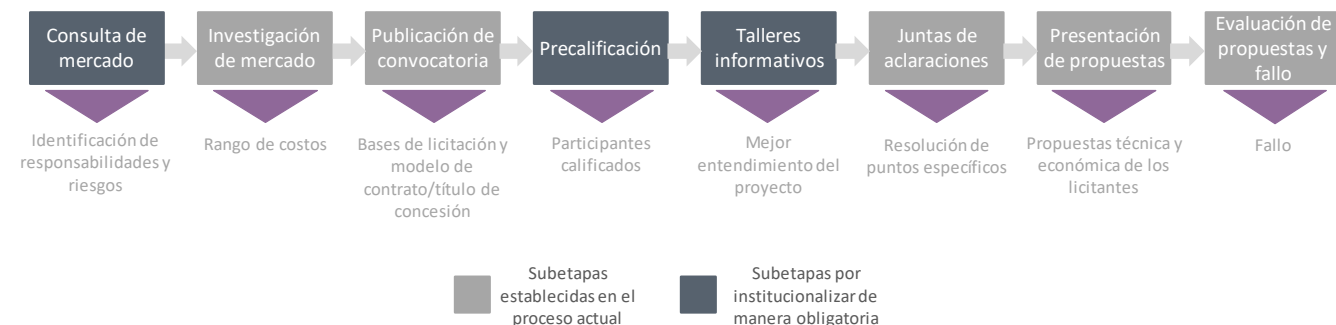 Consulta de
mercado
Investigación
de mercado
Publicación de
convocatoria
Precalificación
Talleres
informativos
Juntas de
aclaraciones
Presentación
de propuestas
Evaluación de
propuestas y
fallo
Identificación de
responsabilidades y
riesgos
Rango de costos
Bases de licitación y
modelo de
contrato/título de
concesión
Participantes
calificados
Mejor
entendimiento del
proyecto
Resolución de
puntos específicos
Propuestas técnica y
económica de los
licitantes
Fallo
Subetapas
establecidas en el
proceso actual
Subetapas por
institucionalizar de
manera obligatoria